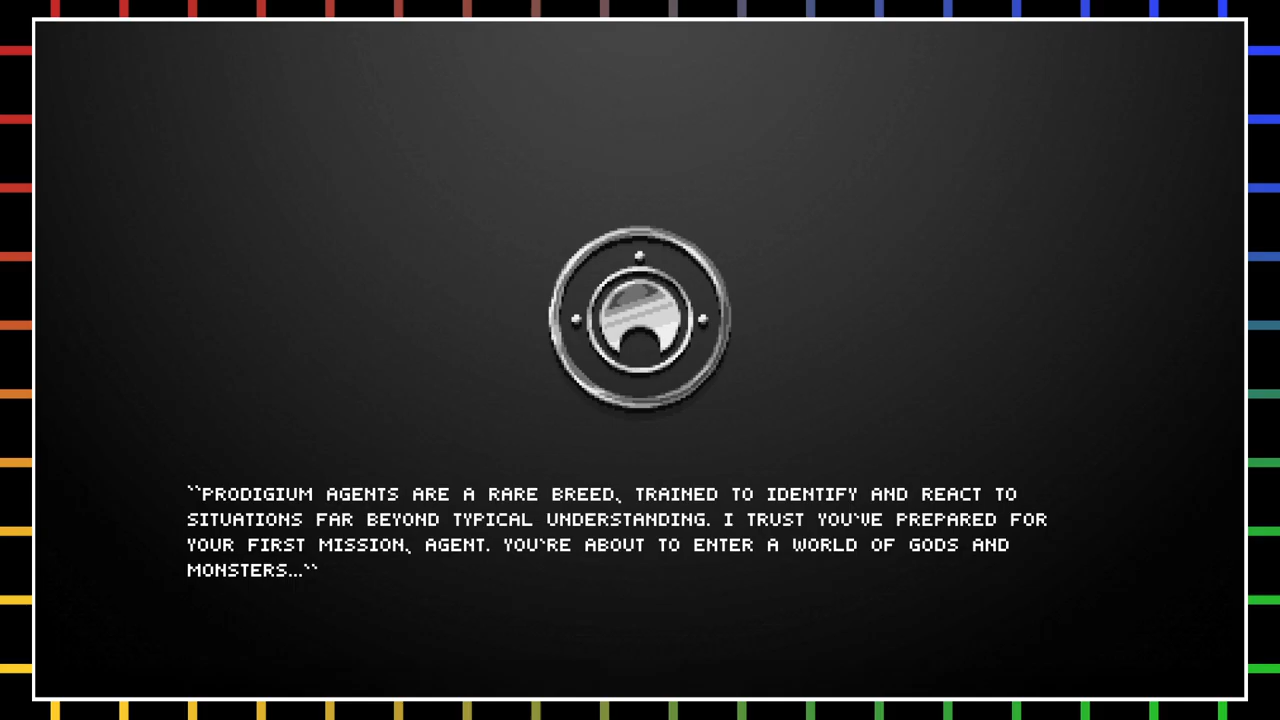 ``PRODIGIUM AGENTS ARE A RARE BREED, TRAINED TO IDENTIFY AND REACT TO
SITUATIONS FAR BEYOND TYPICAL UNDERSTANDING. I TRUST YOU`VE PREPARED FOR
YOUR FIRST MISSION, AGENT. YOU`RE ABOUT TO ENTER A WORLD OF GODS AND
MONSTERS...``